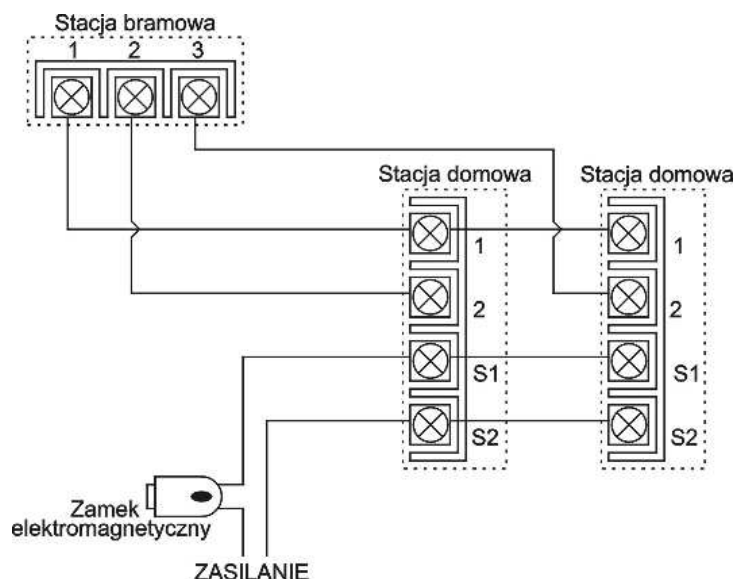 Stacja bramowa
1 2 3
Stacja domowa Stacja domowa
1 1
2 2
S1 S1
S2 S2
Zamek
elektromagnetyczny
ZASILANIE